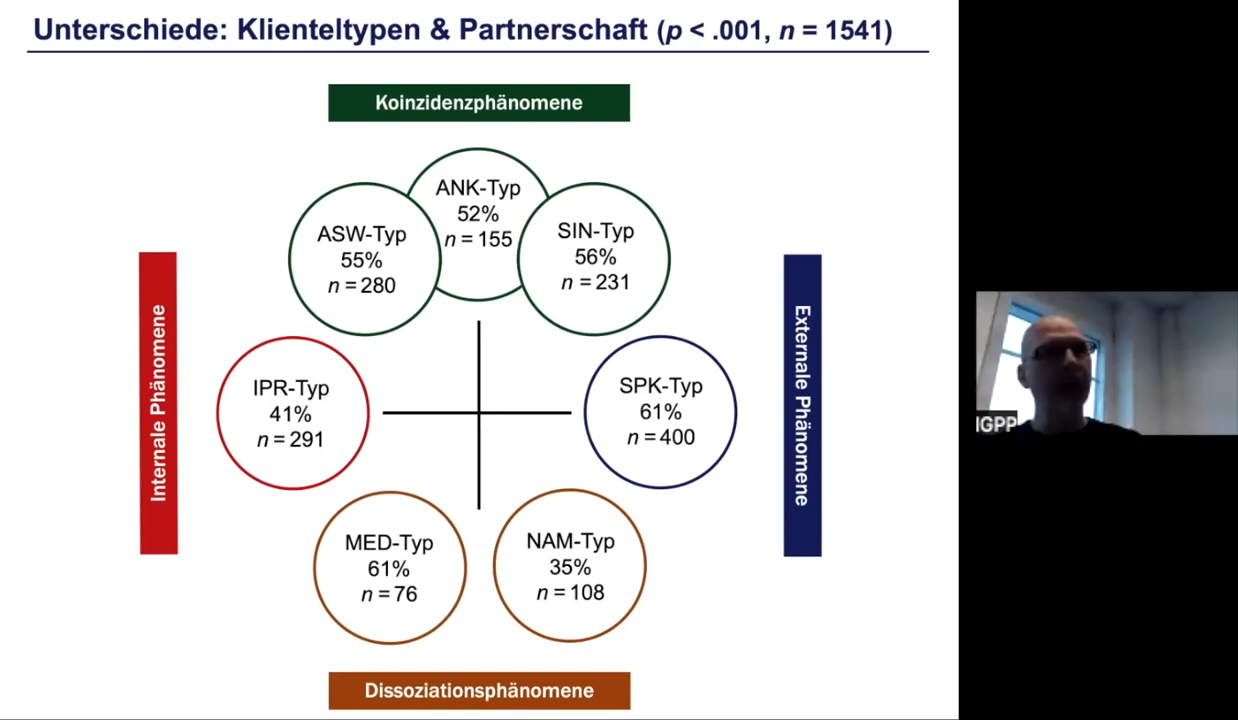 Unterschiede: Klienteltypen & Partnerschaft (p < .001, n = 1541)
Koinzidenzphänomene
ANK-Typ
52%
n = 155
ASW-Typ
55%
n = 280
SIN-Typ
56%
n = 231
Internale Phänomene
Externale Phänomene
IPR-Typ
41%
n = 291
SPK-Typ
61%
n = 400
MED-Typ
61%
n = 76
NAM-Typ
35%
n = 108
Dissoziationsphänomene
IGPP